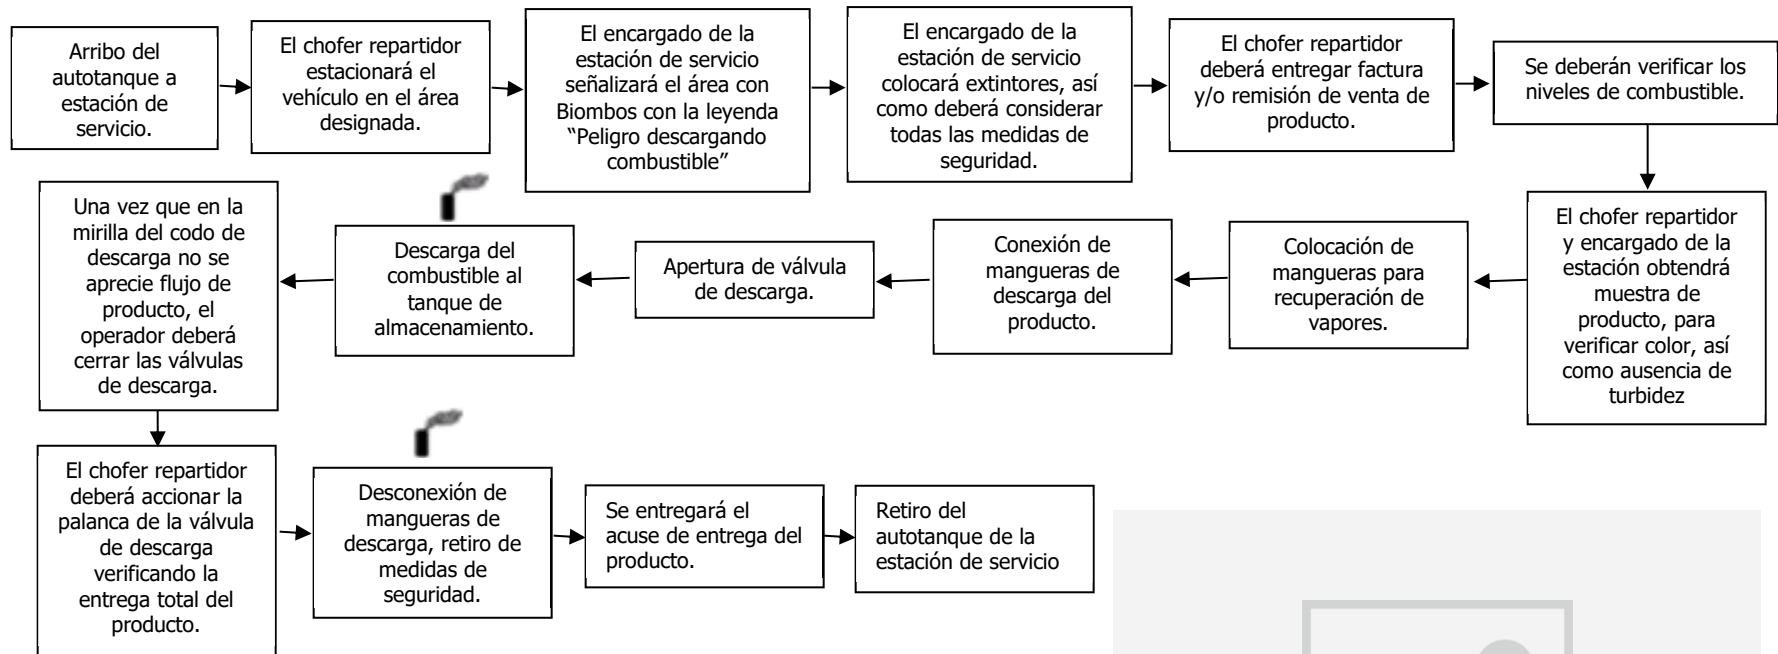 Arribo del
autotanque a
estación de
servicio.
El chofer repartidor
estacionará el
vehículo en el área
designada.
El encargado de la
estación de servicio
señalizará el área con
Biombos con la leyenda
“Peligro descargando
combustible”
El encargado de la
estación de servicio
colocará extintores, así
como deberá considerar
todas las medidas de
seguridad.
El chofer repartidor
deberá entregar factura
y/o remisión de venta de
producto.
Se deberán verificar los
niveles de combustible.
El chofer repartidor
y encargado de la
estación obtendrá
muestra de
producto, para
verificar color, así
como ausencia de
turbidez
Colocación de
mangueras para
recuperación de
vapores.
Conexión de
mangueras de
descarga del
producto.
Apertura de válvula
de descarga.
Descarga del
combustible al
tanque de
almacenamiento.
Una vez que en la
mirilla del codo de
descarga no se
aprecie flujo de
producto, el
operador deberá
cerrar las válvulas
de descarga.
El chofer repartidor
deberá accionar la
palanca de la válvula
de descarga
verificando la
entrega total del
producto.
Desconexión de
mangueras de
descarga, retiro de
medidas de
seguridad.
Se entregará el
acuse de entrega del
producto.
Retiro del
autotanque de la
estación de servicio